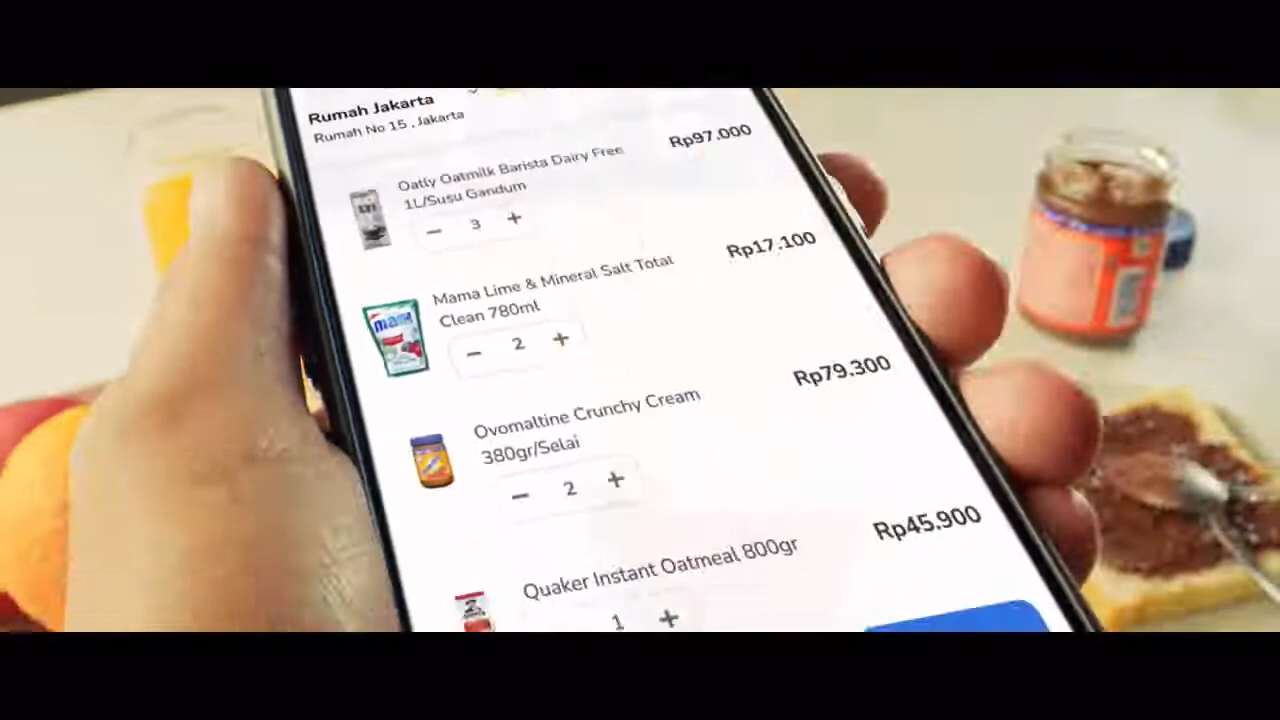 Rumah Jakarta
Rumah No 15 , Jakarta
Oatly Oatmilk Barista Dairy Free
1L/Susu Gandum
Rp97.000
3
Mama Lime & Mineral Salt Total
Clean 780ml
Rp17.100
mama
2
Ovomaltine Crunchy Cream
380gr/Selai
Rp79.300
2
Quaker Instant Oatmeal 800gr
Rp45.900
1